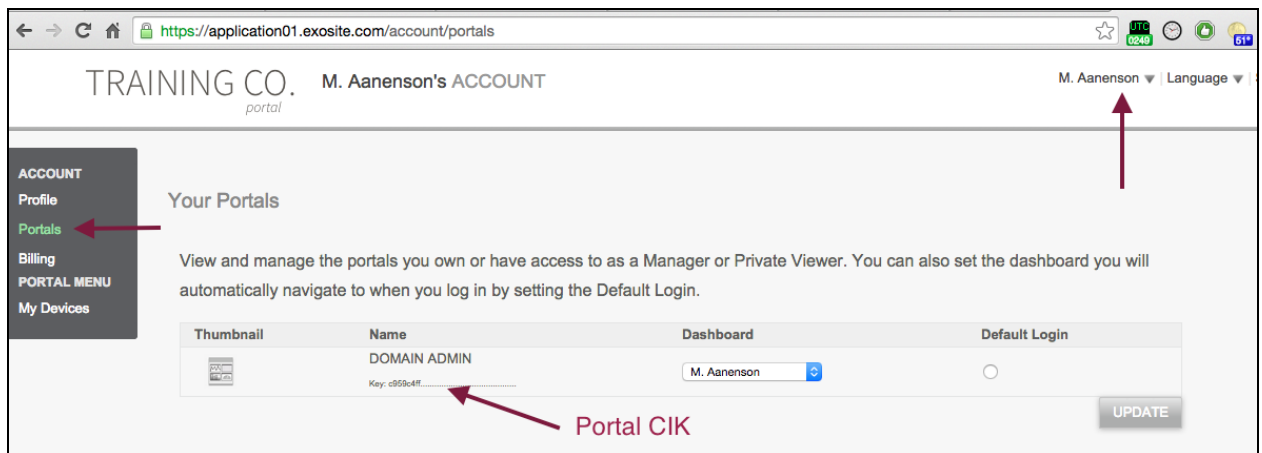 https://application01.exosite.com/account/portals
UTC
0249
51°
TRAINING CO.
portal
M. Aanenson's ACCOUNT
M. Aanenson
Language
ACCOUNT
Profile
Portals
Billing
PORTAL MENU
My Devices
Your Portals
View and manage the portals you own or have access to as a Manager or Private Viewer. You can also set the dashboard you will
automatically navigate to when you log in by setting the Default Login.
Thumbnail Name Dashboard Default Login
DOMAIN ADMIN
Key: c959c4ff
M. Aanenson
UPDATE
Portal CIK